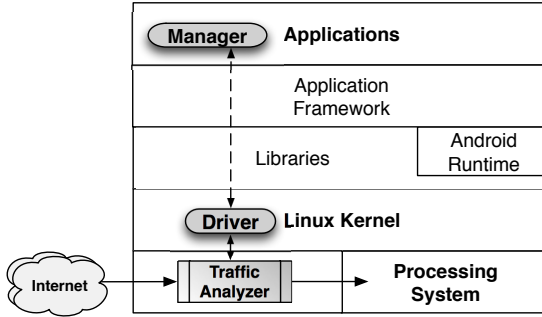 Manager
Applications
Application
Framework
Libraries
Android
Runtime
Driver
Linux Kernel
Internet
Traffic
Analyzer
Processing
System